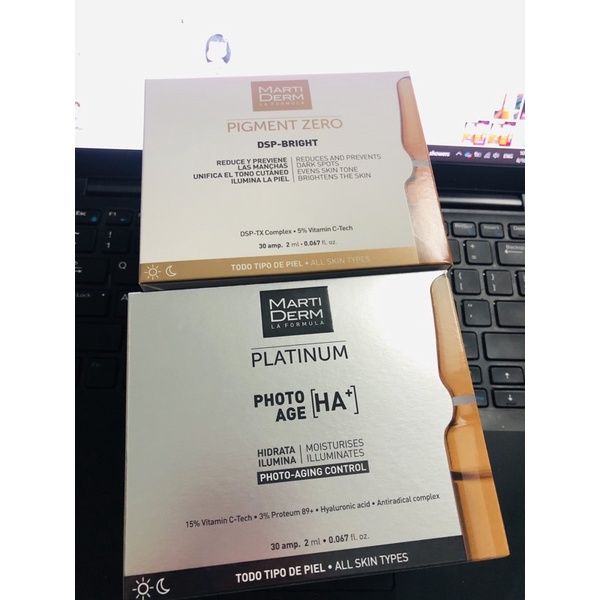 MARTI
DERM
LA FORMULA
PIGMENT ZERO
DSP-BRIGHT
REDUCE Y PREVIENE
LAS MANCHAS
UNIFICA EL TONO CUTÁNEO
ILUMINA LA PIEL
REDUCES AND PREVENTS
DARK SPOTS
EVENS SKIN TONE
BRIGHTENS THE SKIN
DSP-TX Complex • 5% Vitamin C-Tech
30 amp. 2 ml • 0.067 fl. oz.
TODO TIPO DE PIEL • ALL SKIN TYPES
MARTI
DERM
LA FORMULA
PLATINUM
PHOTO
AGE
[HA+]
HIDRATA
ILUMINA
MOISTURISES
ILLUMINATES
PHOTO-AGING CONTROL
15% Vitamin C-Tech • 3% Proteum 89+ • Hyaluronic acid • Antiradical complex
30 amp. 2 ml • 0.067 fl. oz.
TODO TIPO DE PIEL • ALL SKIN TYPES